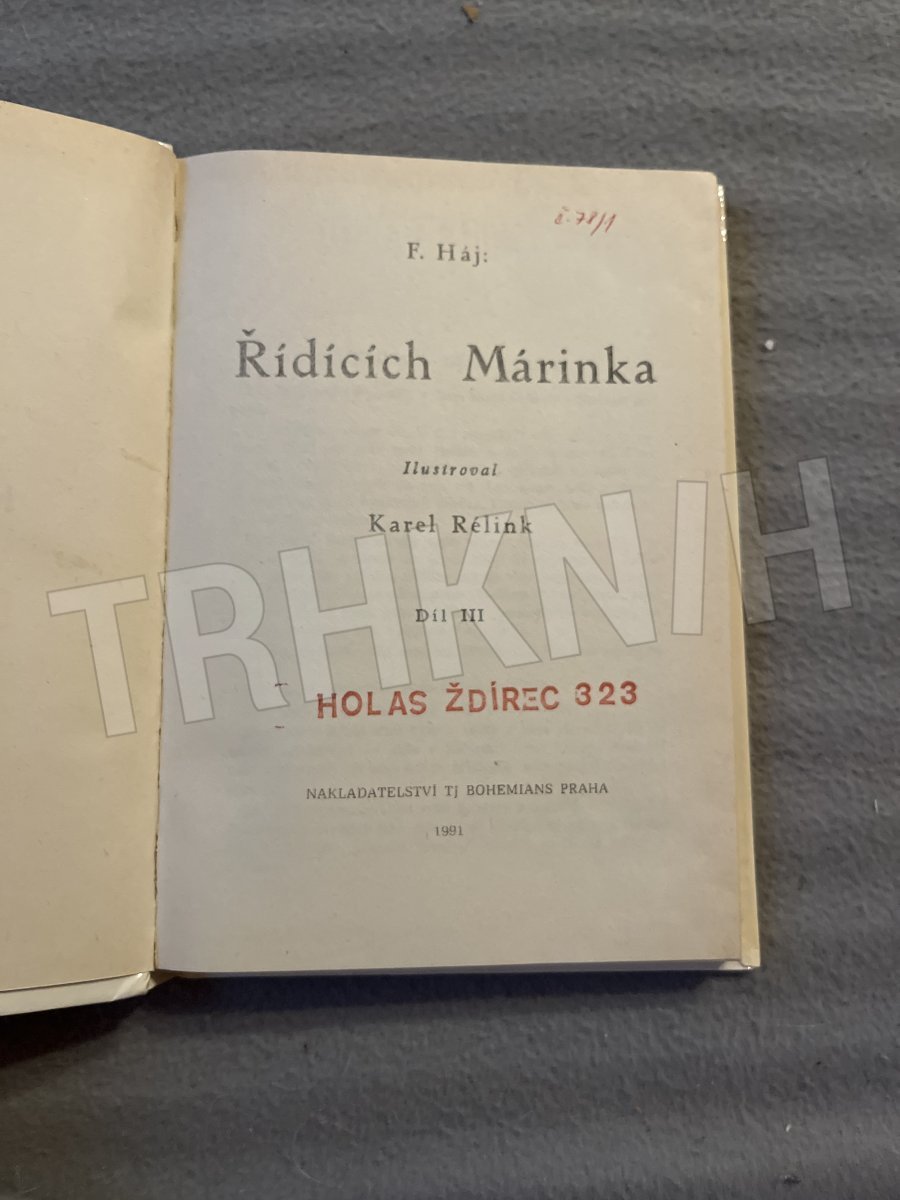 č. 78/1
F. Háj:
Řídících Márinka
Ilustroval
Karel Rélink
Díl III
TRHKNIH
HOLAS ŽDÍREC 323
NAKLADATELSTVÍ TJ BOHEMIANS PRAHA
1991